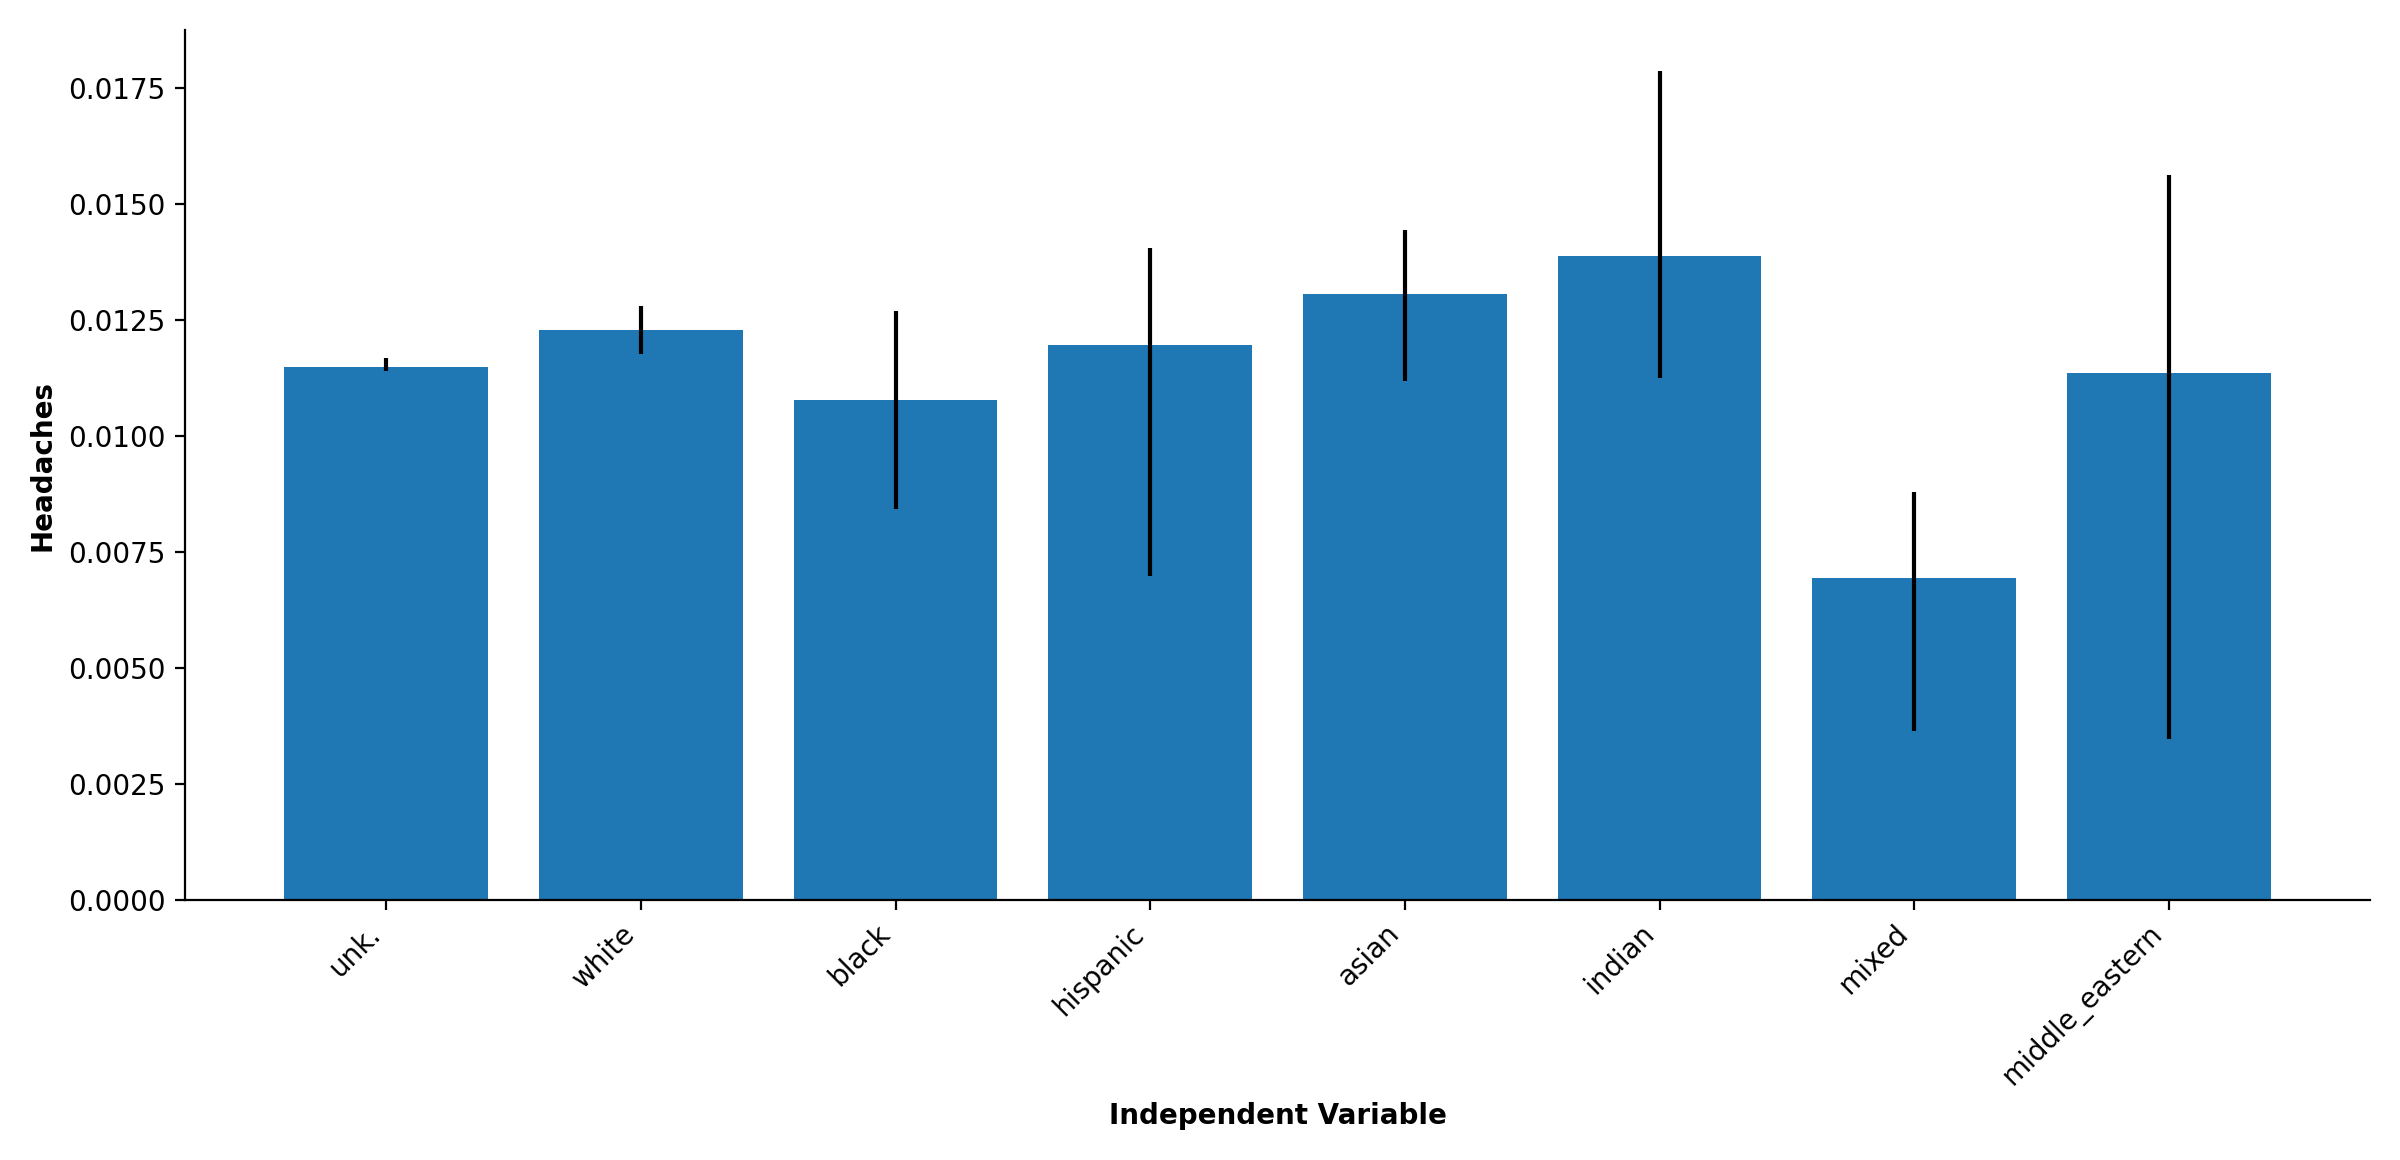 Headaches
0.0175
0.0150
0.0125
0.0100
0.0075
0.0050
0.0025
0.0000
unk.
white
black
hispanic
asian
indian
mixed
middle_eastern
Independent Variable